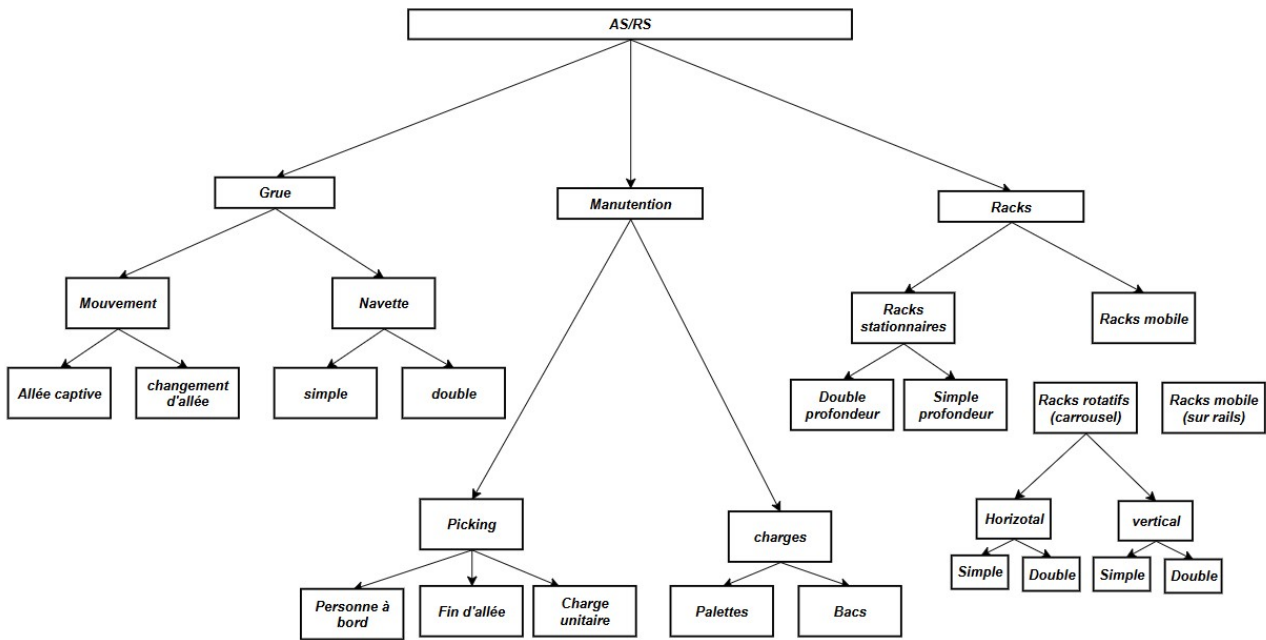 AS/RS
Grue
Manutention
Racks
Mouvement
Navette
Racks
stationnaires
Racks mobile
Allée captive
changement
d'allée
simple
double
Double
profondeur
Simple
profondeur
Racks rotatifs
(carrousel)
Racks mobile
(sur rails)
Picking
charges
Horizotal
vertical
Simple
Double
Simple
Double
Personne à
bord
Fin d'allée
Charge
unitaire
Palettes
Bacs